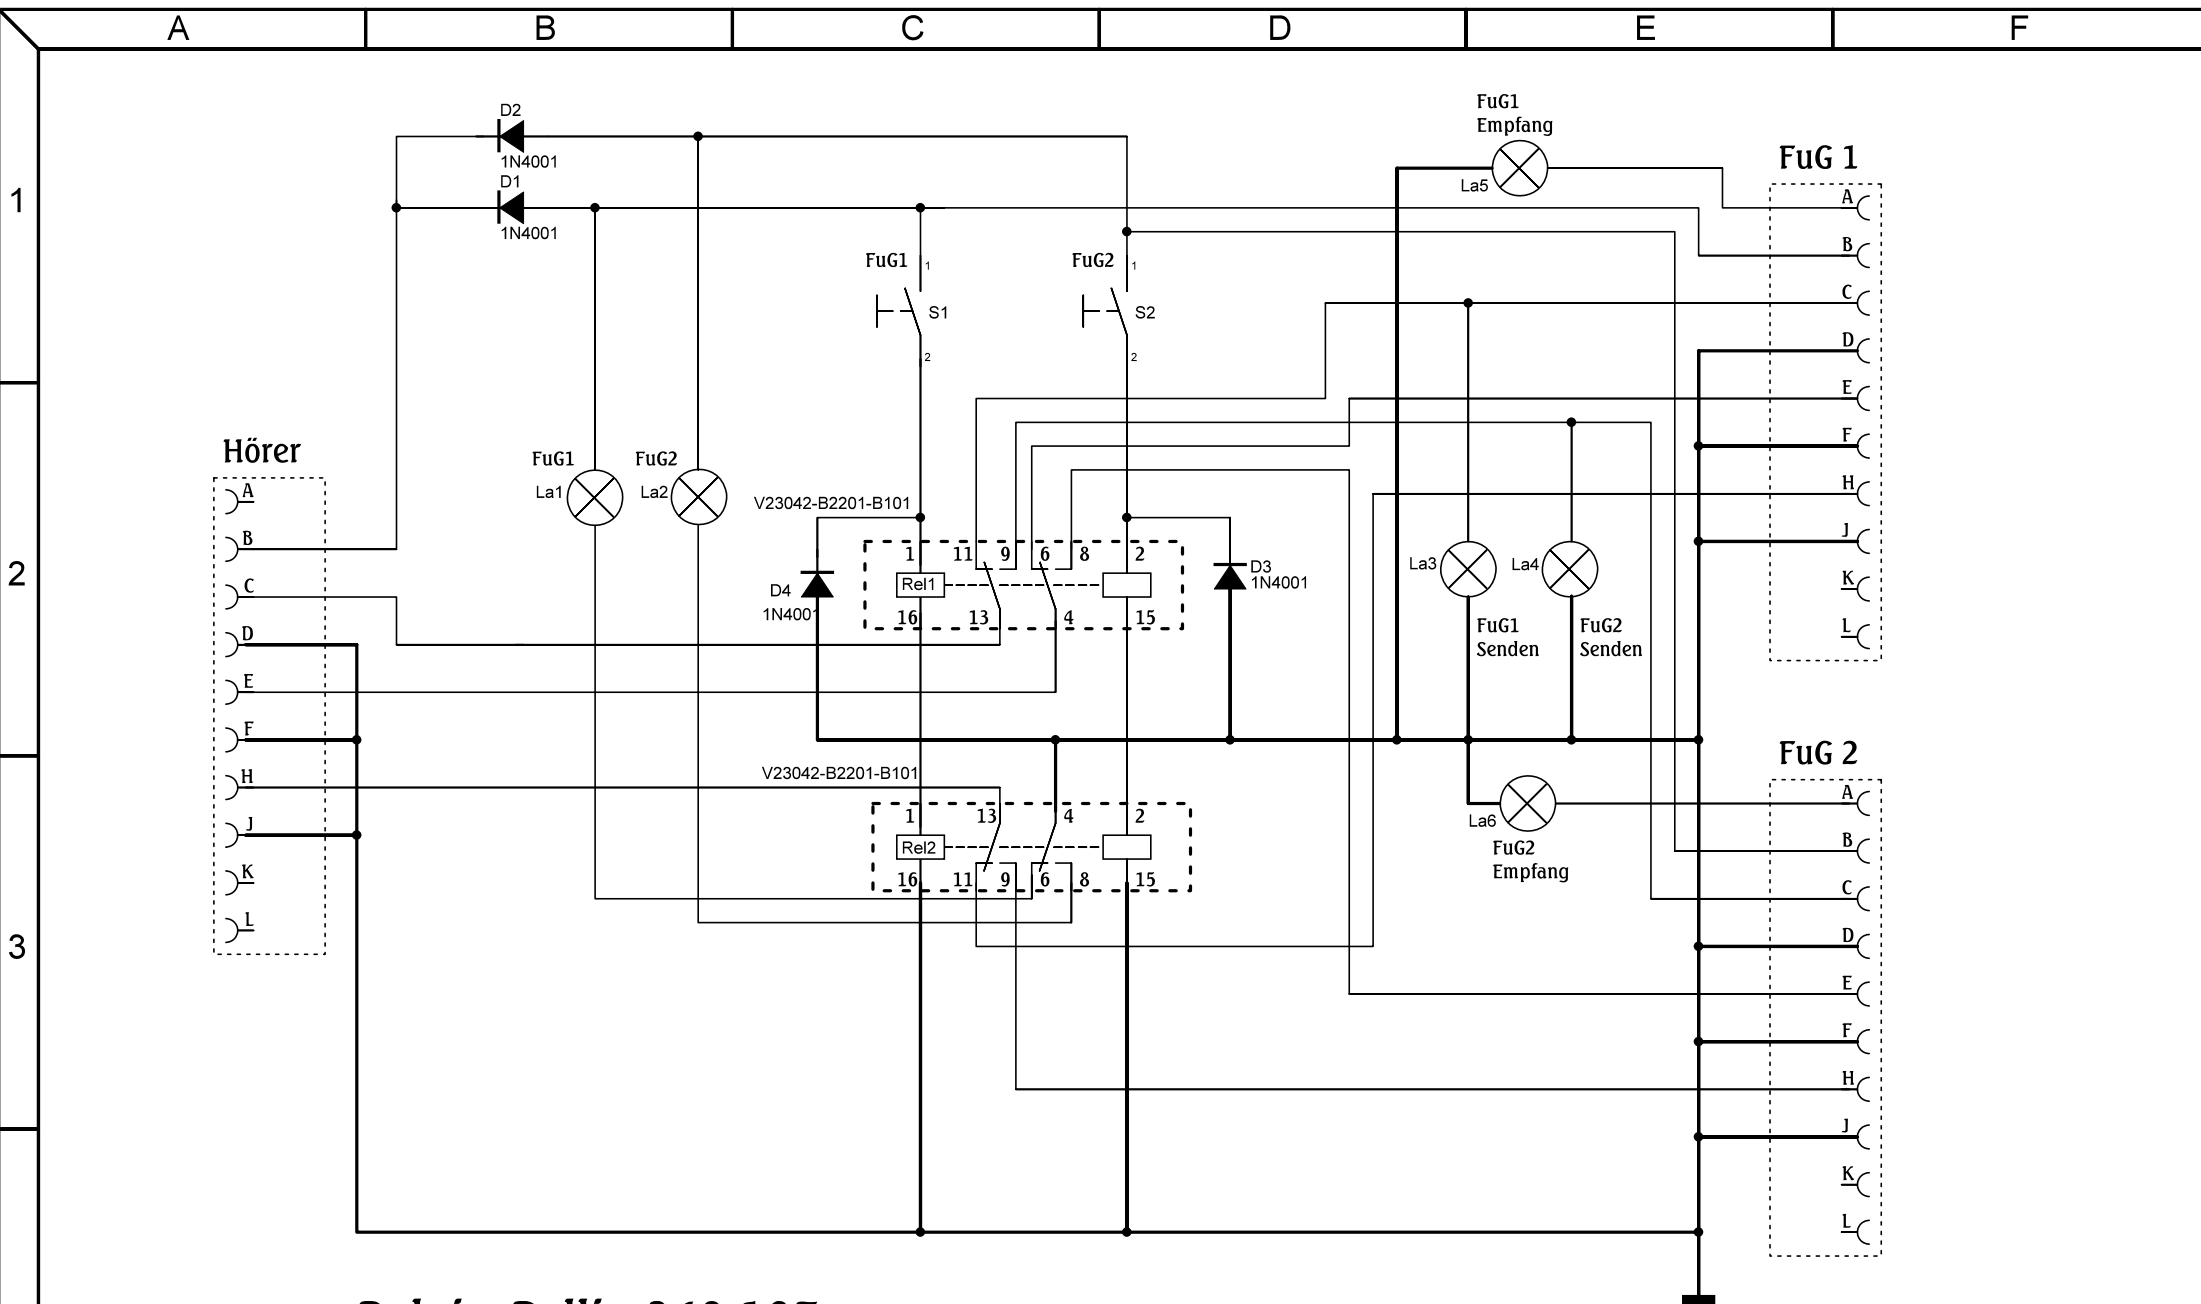 A B C D E F
1
2
3
D2
1N4001
D1
1N4001
FuG1
Empfang
La5
FuG 1
A
B
C
D
E
F
H
J
K
L
FuG1
1
S1
2
FuG2
1
S2
2
Hörer
A
B
C
D
E
F
H
J
K
L
FuG1
La1
FuG2
La2
V23042-B2201-B101
1 11 9 6 8 2
Rel1
16 13 4 15
D4
1N4001
D3
1N4001
La3
FuG1
Senden
La4
FuG2
Senden
V23042-B2201-B101
1 13 4 2
Rel2
16 11 9 6 8 15
La6
FuG2
Empfang
FuG 2
A
B
C
D
E
F
H
J
K
L